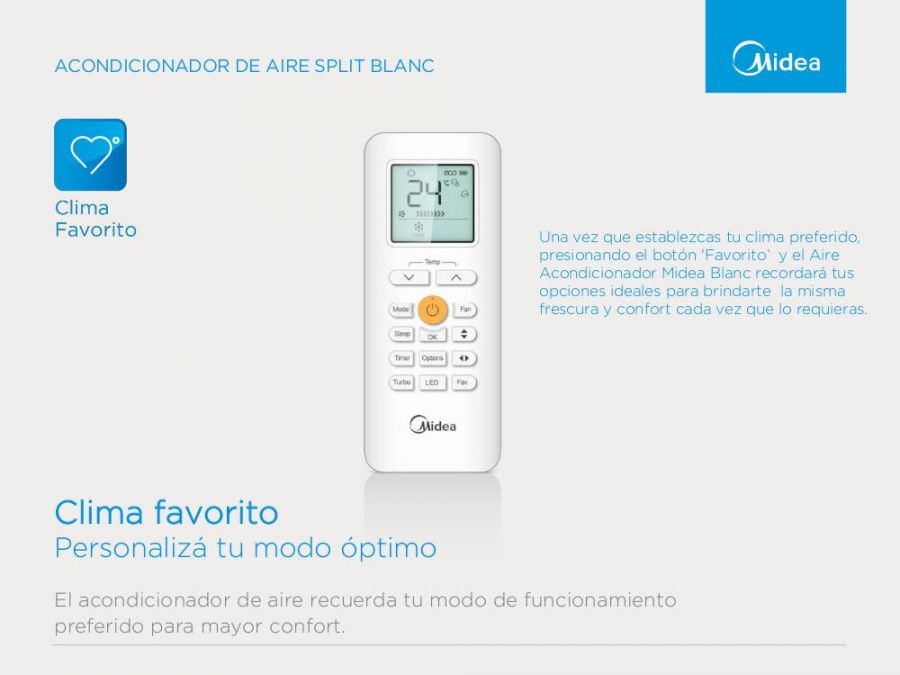 ACONDICIONADOR DE AIRE SPLIT BLANC
Midea
Clima
Favorito
eco
24 °C
Temp
Mode
Fan
Sleep
OK
Timer
Options
Turbo
LED
Fav.
Midea
Una vez que establezcas tu clima preferido,
presionando el botón 'Favorito' y el Aire
Acondicionador Midea Blanc recordará tus
opciones ideales para brindarte la misma
frescura y confort cada vez que lo requieras.
Clima favorito
Personalizá tu modo óptimo
El acondicionador de aire recuerda tu modo de funcionamiento
preferido para mayor confort.